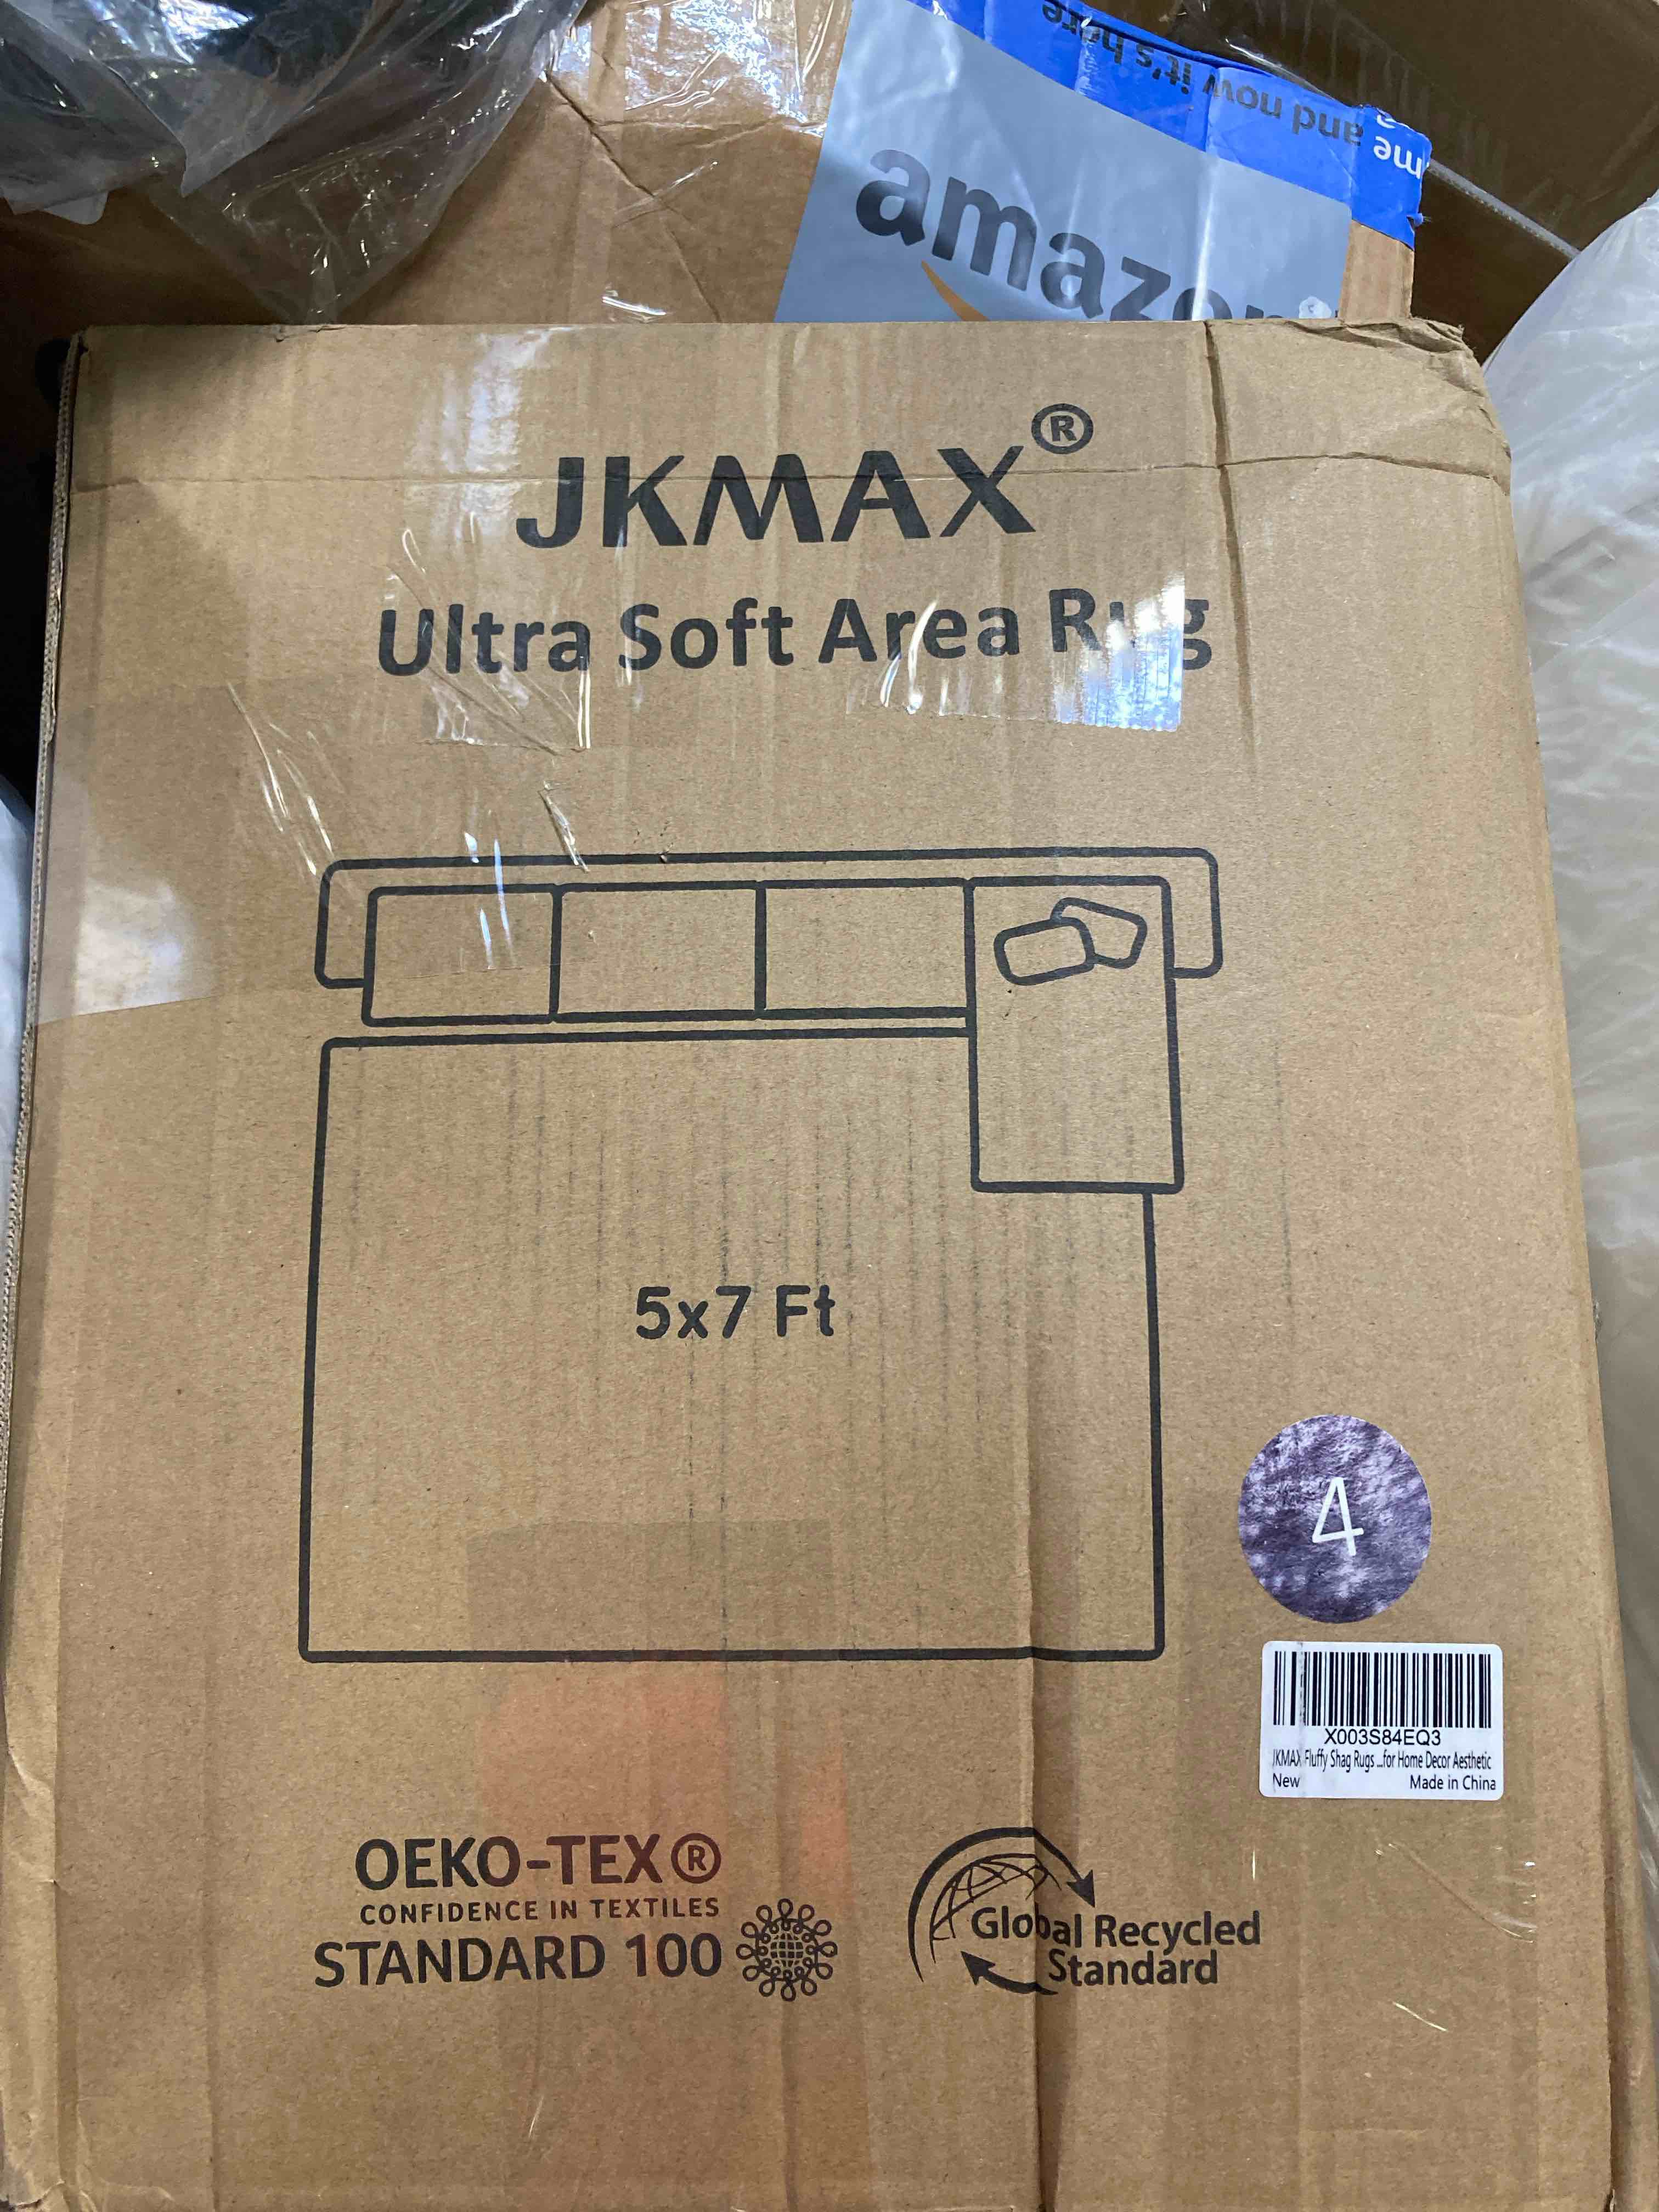 me and now it's here
amazon
JKMAX®
Ultra Soft Area Rug
5x7 Ft
4
X003S84EQ3
JKMAX Fluffy Shag Rugs ...for Home Decor Aesthetic
New Made in China
OEKO-TEX®
CONFIDENCE IN TEXTILES
STANDARD 100
Global Recycled
Standard